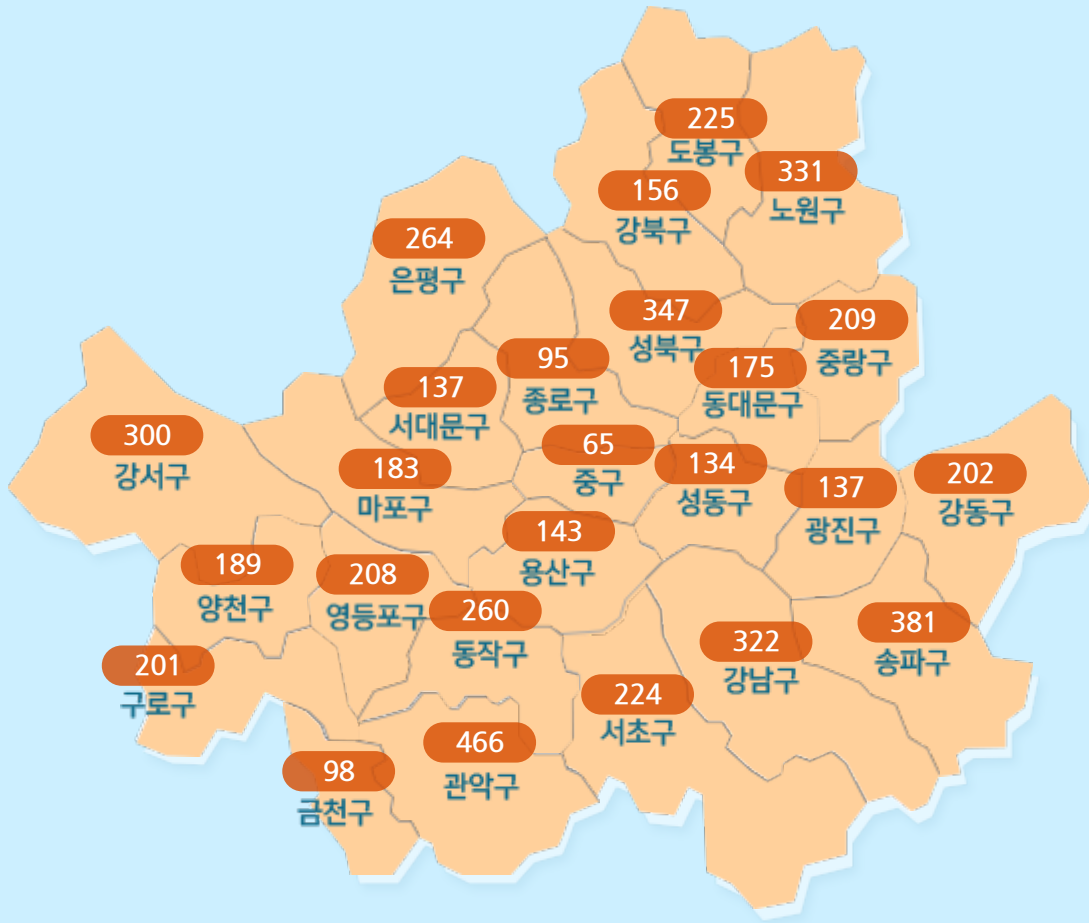 225
도봉구
331
노원구
156
강북구
264
은평구
347
성북구
209
중랑구
95
종로구
175
동대문구
137
서대문구
300
강서구
65
중구
183
마포구
134
성동구
137
광진구
202
강동구
143
용산구
189
양천구
208
영등포구
260
동작구
381
송파구
322
강남구
201
구로구
224
서초구
466
관악구
98
금천구